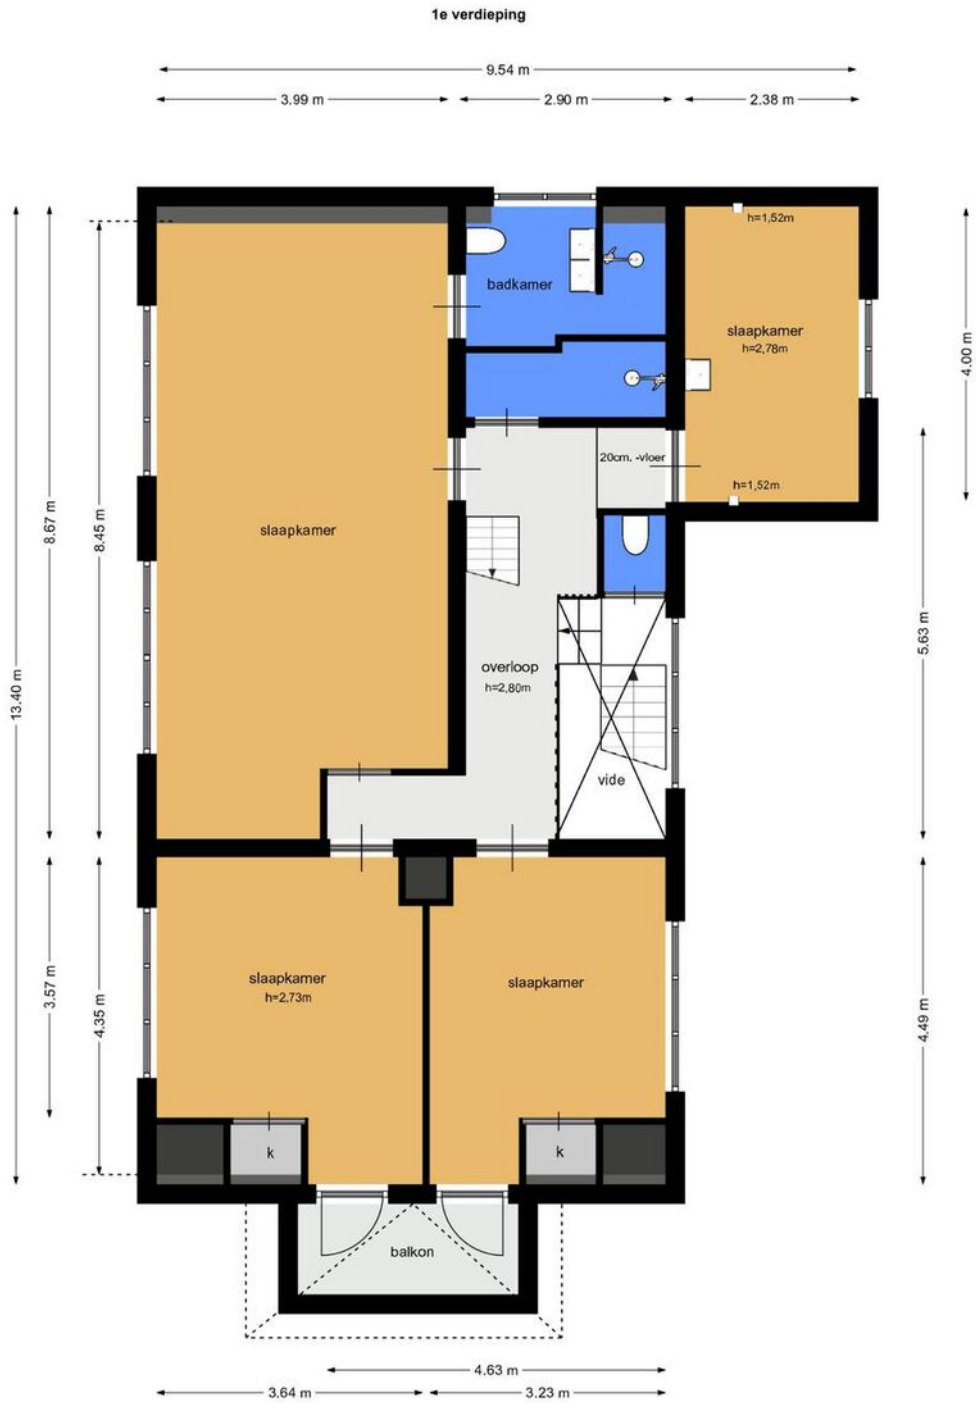 1e verdieping
9.54 m
3.99 m
2.90 m
2.38 m
h=1,52m
badkamer
slaapkamer
h=2,78m
4.00 m
20cm. -vloer
h=1,52m
8.67 m
8.45 m
slaapkamer
13.40 m
5.63 m
overloop
h=2,80m
vide
slaapkamer
h=2,73m
slaapkamer
3.57 m
4.35 m
4.49 m
k
k
balkon
4.63 m
3.64 m
3.23 m